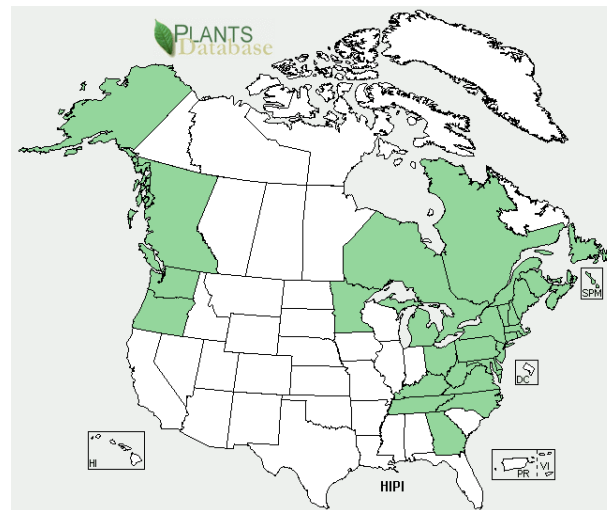 PLANTS
Database
SPM
DC
HI
PR
VI
HIPI